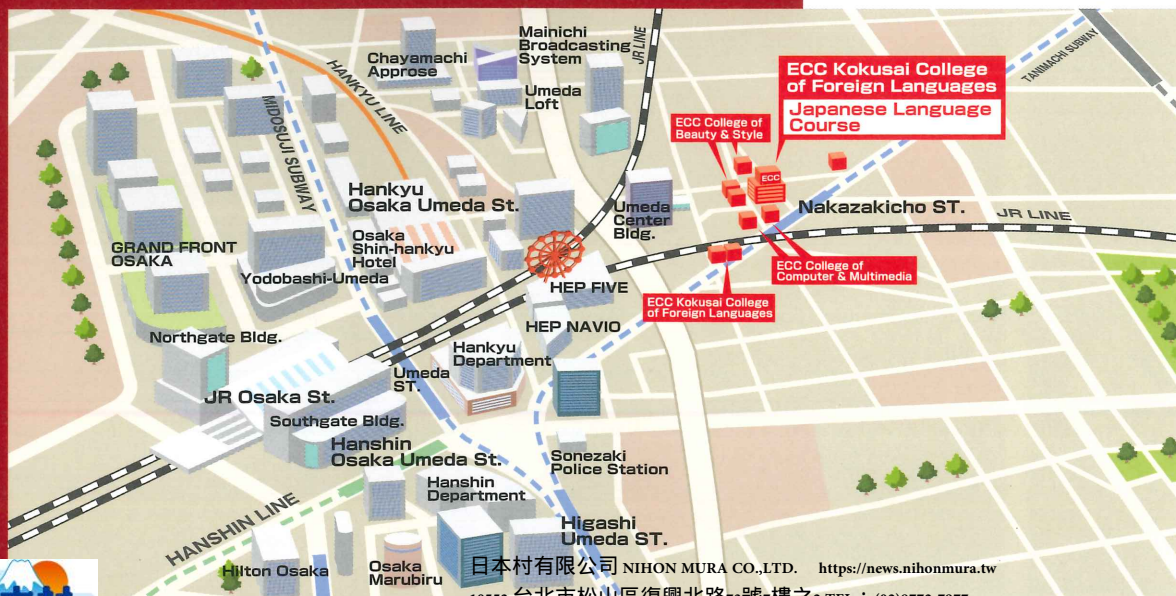 Mainichi
Broadcasting
System
JR LINE
Chayamachi
Approse
Umeda
Loft
HANKYU LINE
MIDOSUJI SUBWAY
TANIMACHI SUBWAY
ECC Kokusai College
of Foreign Languages
Japanese Language
Course
ECC College of
Beauty & Style
ECC
Hankyu
Osaka Umeda St.
Umeda
Center
Bldg.
Nakazakicho ST.
JR LINE
GRAND FRONT
OSAKA
Osaka
Shin-hankyu
Hotel
Yodobashi-Umeda
ECC College of
Computer & Multimedia
HEP FIVE
ECC Kokusai College
of Foreign Languages
HEP NAVIO
Northgate Bldg.
Hankyu
Department
Umeda
ST.
JR Osaka St.
Southgate Bldg.
Hanshin
Osaka Umeda St.
Sonezaki
Police Station
Hanshin
Department
HANSHIN LINE
Higashi
Umeda ST.
Hilton Osaka
Osaka
Marubiru
日本村有限公司 NIHON MURA CO.,LTD. https://news.nihonmura.tw